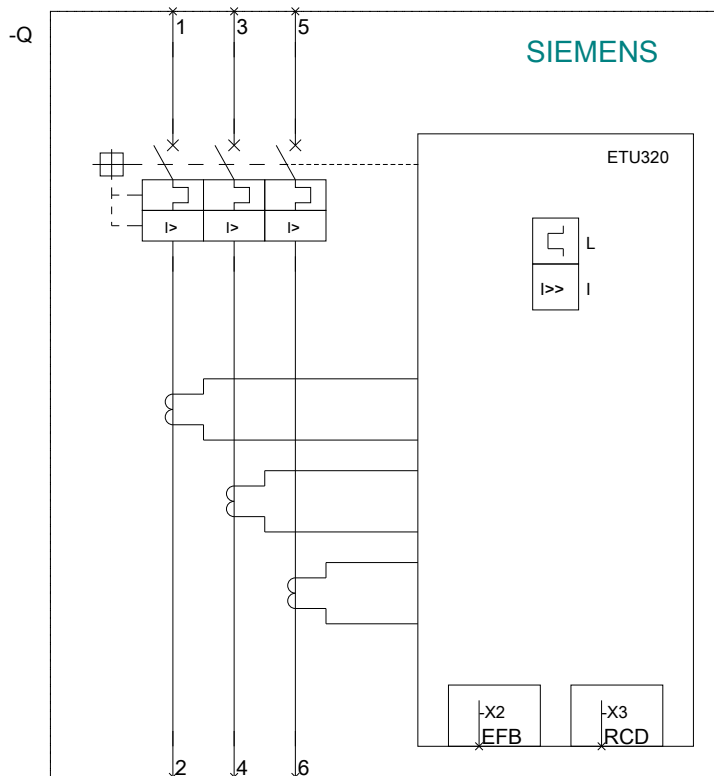 -Q
1 3 5
SIEMENS
ETU320
I> I> I>
L
I>> I
-X2 -X3
EFB RCD
2 4 6